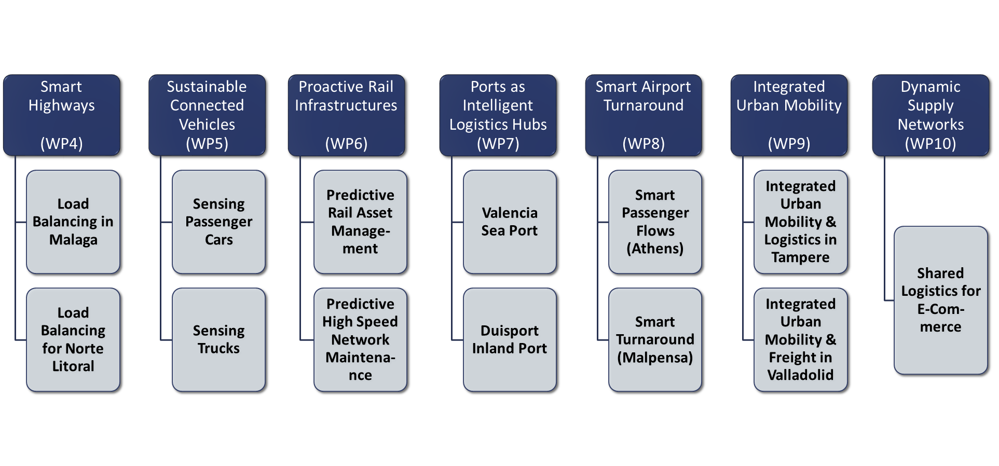 Smart
Highways
(WP4)
Load
Balancing in
Malaga
Load
Balancing
for Norte
Litoral
Sustainable
Connected
Vehicles
(WP5)
Sensing
Passenger
Cars
Sensing
Trucks
Proactive Rail
Infrastructures
(WP6)
Predictive
Rail Asset
Manage-
ment
Predictive
High Speed
Network
Maintena-
nce
Ports as
Intelligent
Logistics Hubs
(WP7)
Valencia
Sea Port
Duisport
Inland Port
Smart Airport
Turnaround
(WP8)
Smart
Passenger
Flows
(Athens)
Smart
Turnaround
(Malpensa)
Integrated
Urban Mobility
(WP9)
Integrated
Urban
Mobility &
Logistics in
Tampere
Integrated
Urban
Mobility &
Freight in
Valladolid
Dynamic
Supply
Networks
(WP10)
Shared
Logistics for
E-Com-
merce